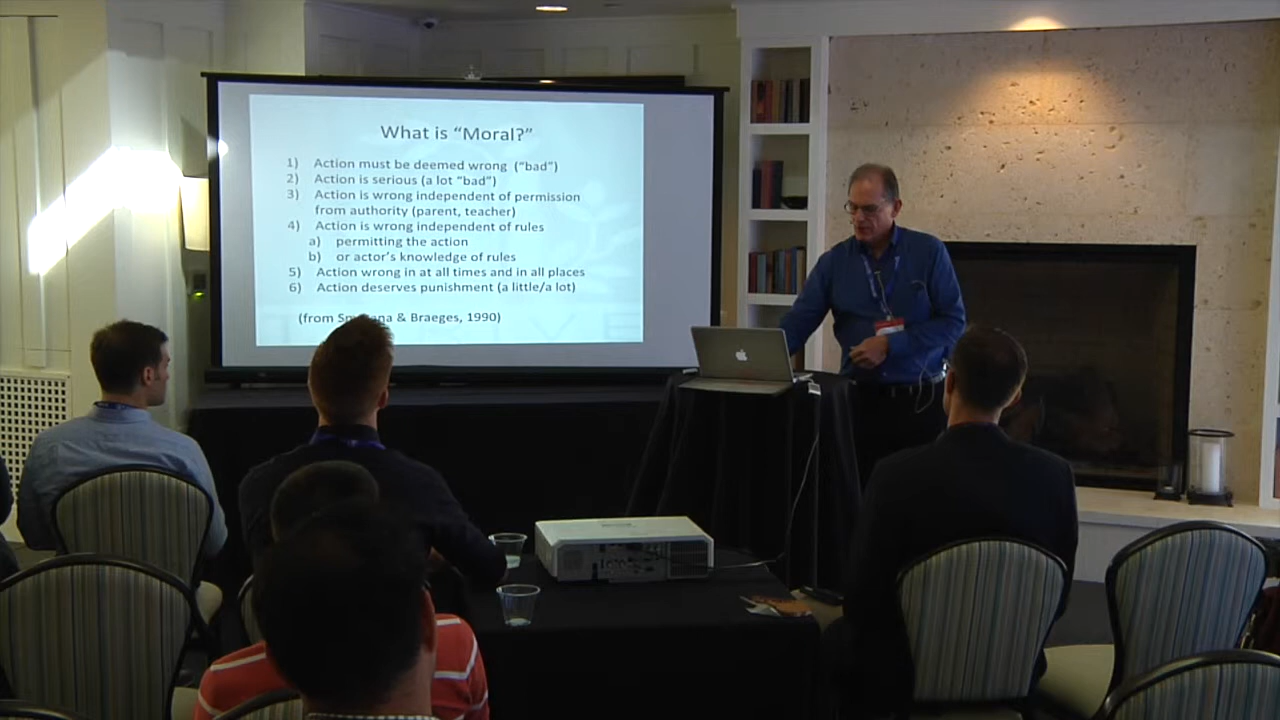 What is “Moral?”
1) Action must be deemed wrong (“bad”)
2) Action is serious (a lot “bad”)
3) Action is wrong independent of permission
from authority (parent, teacher)
4) Action is wrong independent of rules
a) permitting the action
b) or actor’s knowledge of rules
5) Action wrong in at all times and in all places
6) Action deserves punishment (a little/a lot)
(from & Braeges, 1990)